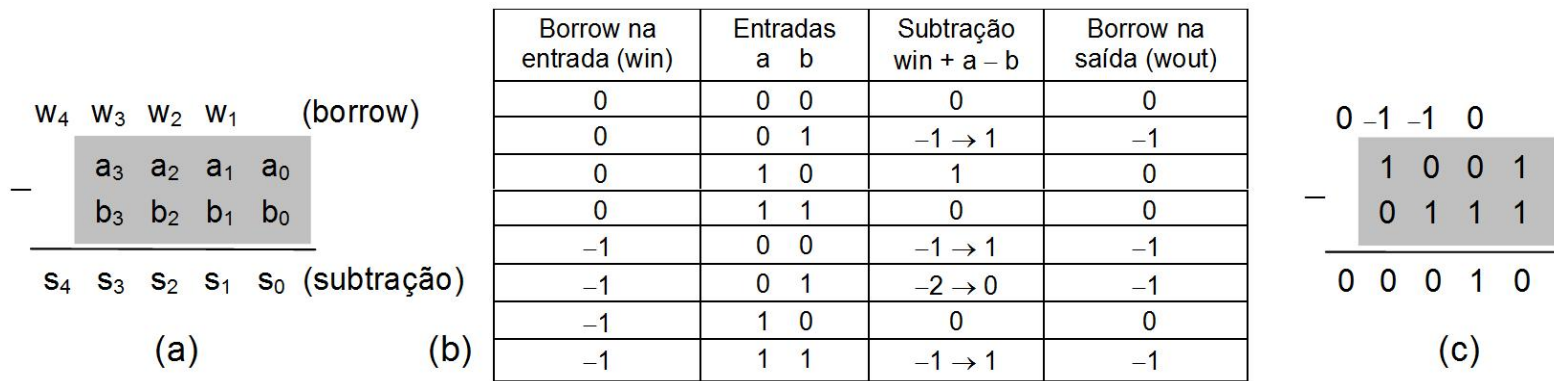 w₄ w₃ w₂ w₁ (borrow)
a₃ a₂ a₁ a₀
–
b₃ b₂ b₁ b₀
s₄ s₃ s₂ s₁ s₀ (subtração)
(a)
(b)
Borrow na entrada (win) Entradas a b Subtração win + a – b Borrow na saída (wout)
0 0 0 0 0
0 0 1 –1 → 1 –1
0 1 0 1 0
0 1 1 0 0
–1 0 0 –1 → 1 –1
–1 0 1 –2 → 0 –1
–1 1 0 0 0
–1 1 1 –1 → 1 –1
0 –1 –1 0
1 0 0 1
–
0 1 1 1
0 0 0 1 0
(c)